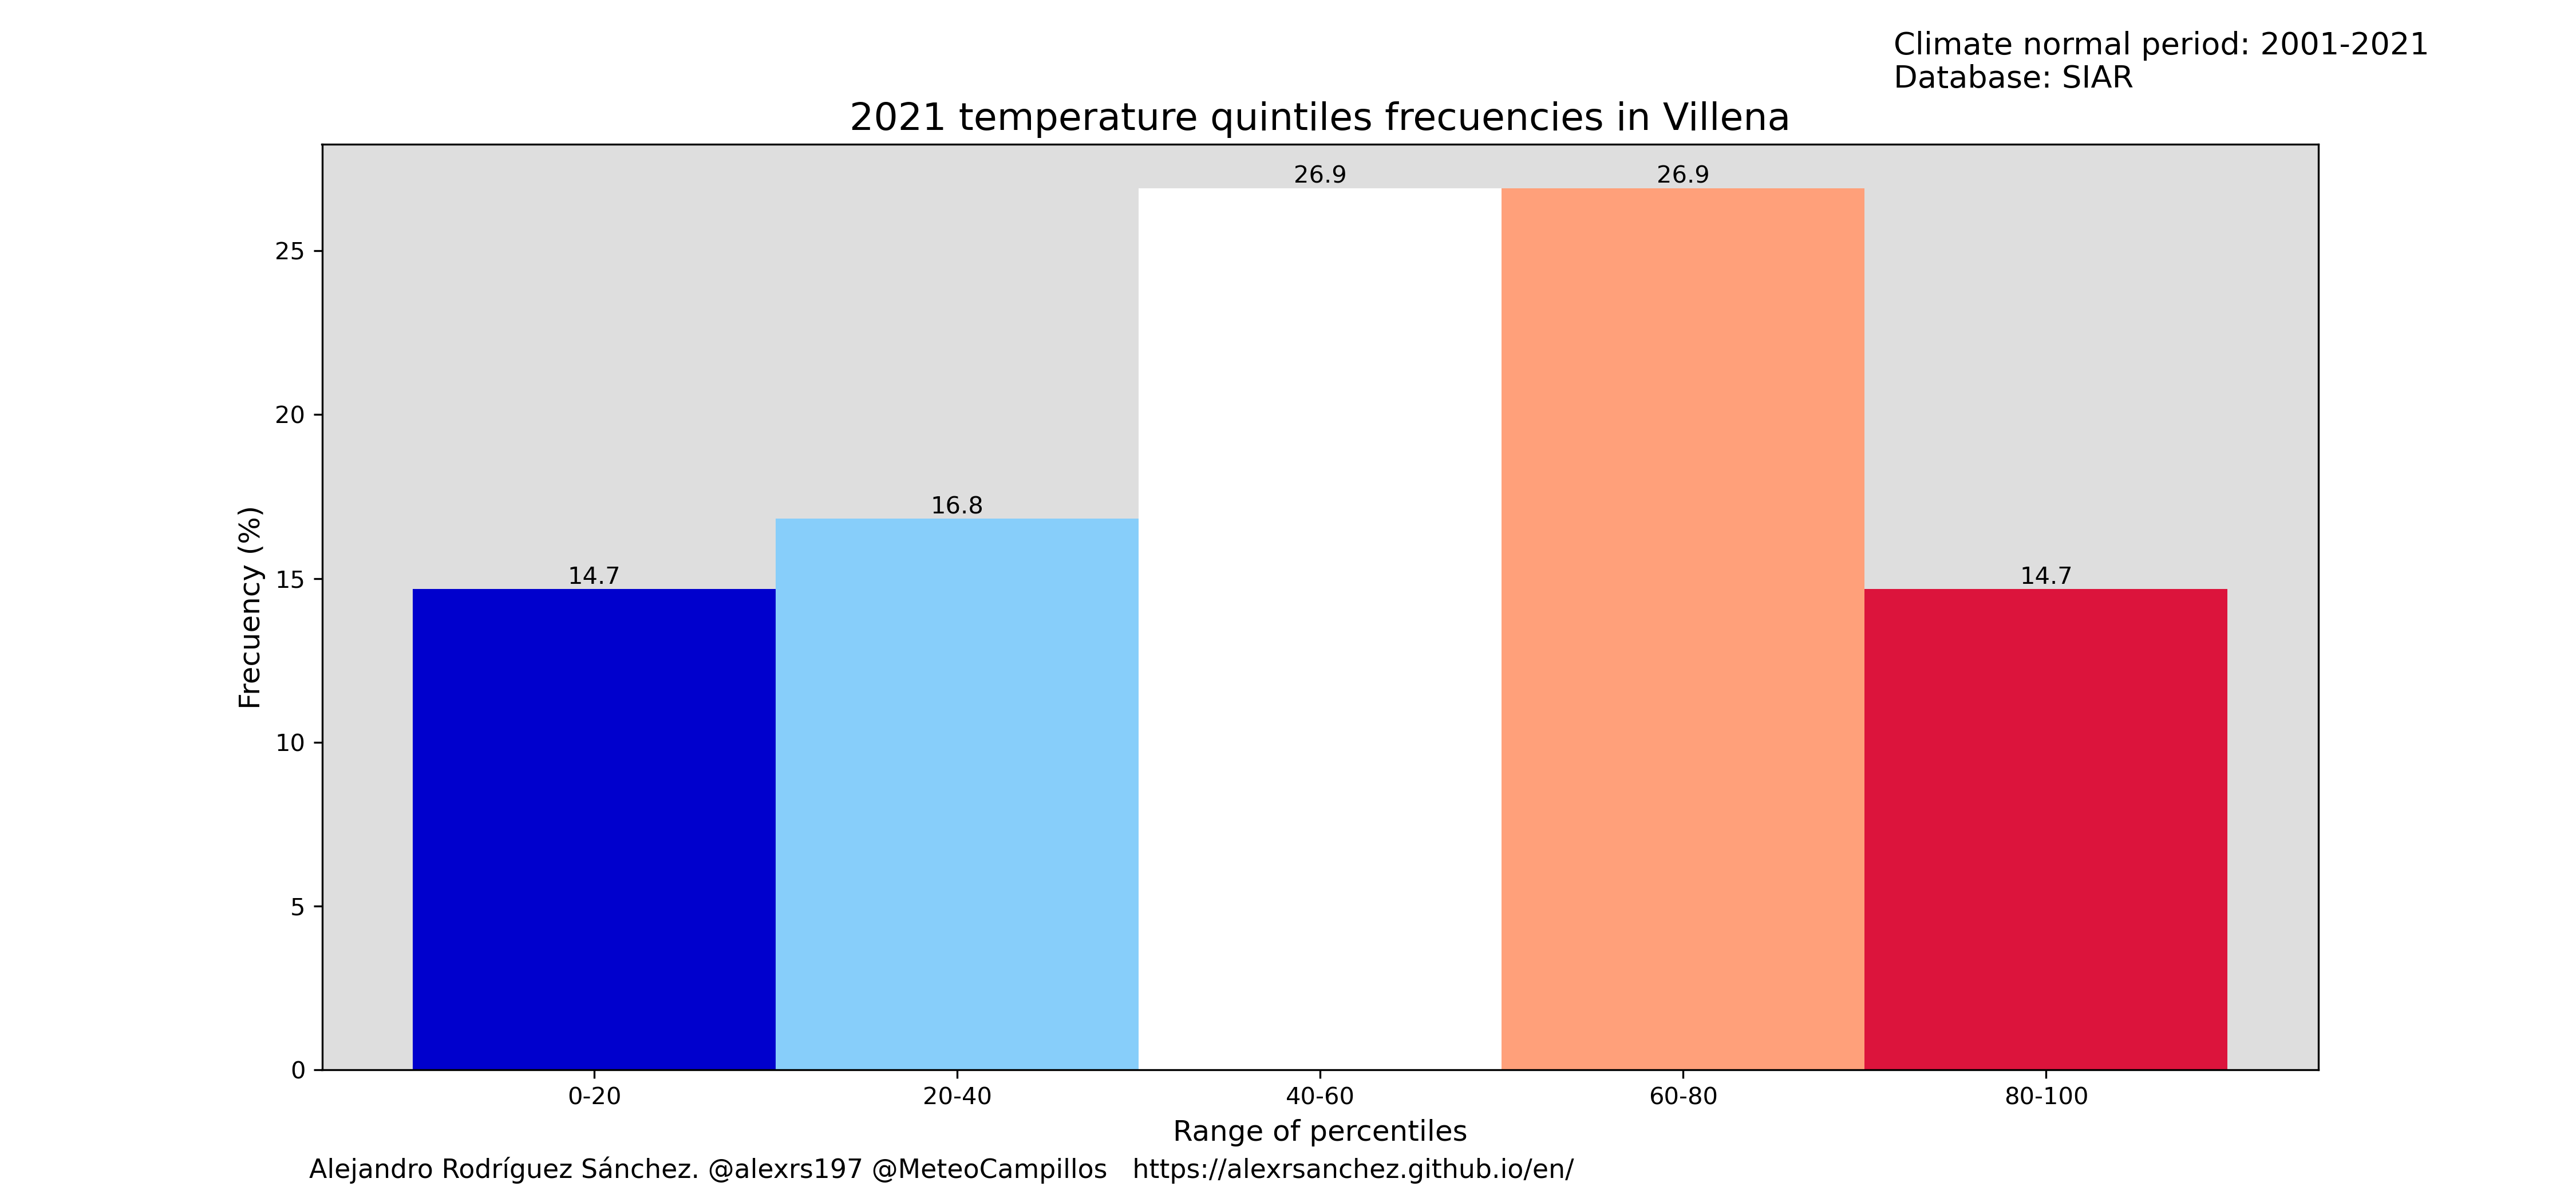 Climate normal period: 2001-2021
Database: SIAR
2021 temperature quintiles frecuencies in Villena
26.9
26.9
25
20
16.8
14.7
14.7
15
10
5
0
Frecuency (%)
0-20
20-40
40-60
60-80
80-100
Range of percentiles
Alejandro Rodríguez Sánchez. @alexrs197 @MeteoCampillos   https://alexrsanchez.github.io/en/